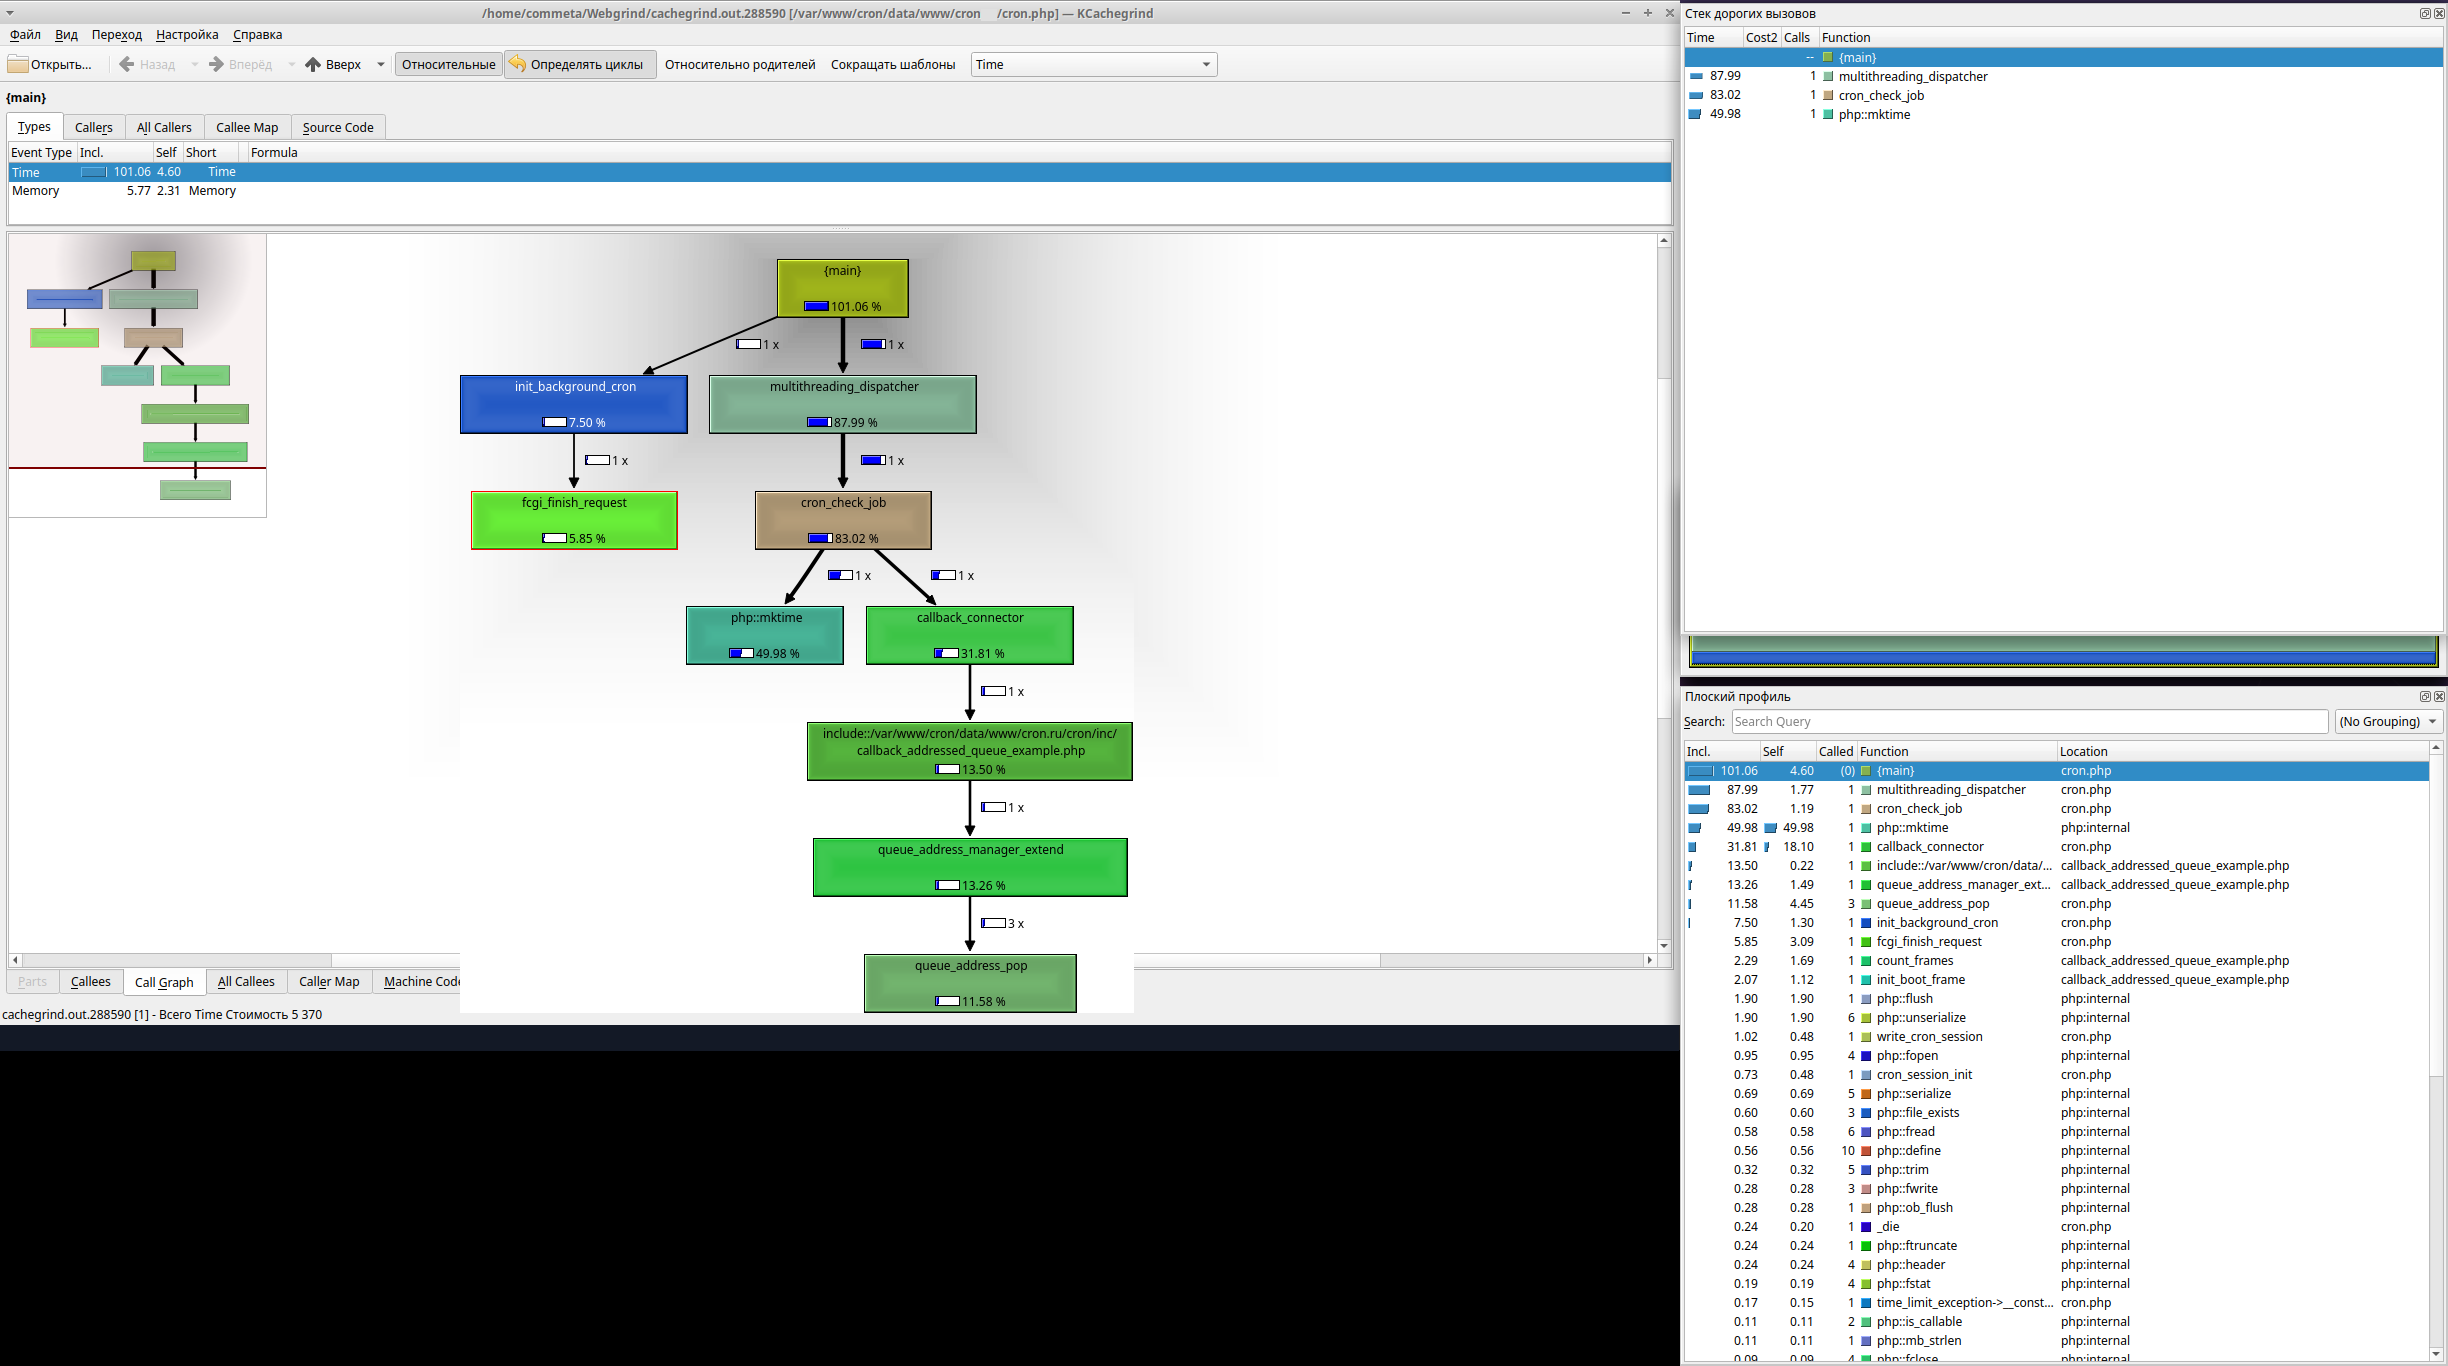 /home/commeta/Webgrind/cachegrind.out.288590 [/var/www/cron/data/www/cron /cron.php] — KCachegrind
Файл Вид Переход Настройка Справка
Открыть... Назад Вперёд Вверх Относительные Определять циклы Относительно родителей Сокращать шаблоны Time
{main}
Types Callers All Callers Callee Map Source Code
Event Type Incl. Self Short Formula
Time 101.06 4.60 Time
Memory 5.77 2.31 Memory
{main}
101.06 %
1 x 1 x
init_background_cron
7.50 %
multithreading_dispatcher
87.99 %
1 x 1 x
fcgi_finish_request
5.85 %
cron_check_job
83.02 %
1 x 1 x
php::mktime
49.98 %
callback_connector
31.81 %
1 x
include::/var/www/cron/data/www/cron.ru/cron/inc/
callback_addressed_queue_example.php
13.50 %
1 x
queue_address_manager_extend
13.26 %
3 x
queue_address_pop
11.58 %
Parts Callees Call Graph All Callees Caller Map Machine Code
cachegrind.out.288590 [1] - Всего Time Стоимость 5 370
Стек дорогих вызовов
Time Cost2 Calls Function
-- {main}
87.99 1 multithreading_dispatcher
83.02 1 cron_check_job
49.98 1 php::mktime
Плоский профиль
Search: Search Query (No Grouping)
Incl. Self Called Function Location
101.06 4.60 (0) {main} cron.php
87.99 1.77 1 multithreading_dispatcher cron.php
83.02 1.19 1 cron_check_job cron.php
49.98 49.98 1 php::mktime php:internal
31.81 18.10 1 callback_connector cron.php
13.50 0.22 1 include::/var/www/cron/data/... callback_addressed_queue_example.php
13.26 1.49 1 queue_address_manager_ext... callback_addressed_queue_example.php
11.58 4.45 3 queue_address_pop cron.php
7.50 1.30 1 init_background_cron cron.php
5.85 3.09 1 fcgi_finish_request cron.php
2.29 1.69 1 count_frames callback_addressed_queue_example.php
2.07 1.12 1 init_boot_frame callback_addressed_queue_example.php
1.90 1.90 1 php::flush php:internal
1.90 1.90 6 php::unserialize php:internal
1.02 0.48 1 write_cron_session cron.php
0.95 0.95 4 php::fopen php:internal
0.73 0.48 1 cron_session_init cron.php
0.69 0.69 5 php::serialize php:internal
0.60 0.60 3 php::file_exists php:internal
0.58 0.58 6 php::fread php:internal
0.56 0.56 10 php::define php:internal
0.32 0.32 5 php::trim php:internal
0.28 0.28 3 php::fwrite php:internal
0.28 0.28 1 php::ob_flush php:internal
0.24 0.20 1 _die cron.php
0.24 0.24 1 php::ftruncate php:internal
0.24 0.24 4 php::header php:internal
0.19 0.19 4 php::fstat php:internal
0.17 0.15 1 time_limit_exception->__const... cron.php
0.11 0.11 2 php::is_callable php:internal
0.11 0.11 1 php::mb_strlen php:internal
0.09 0.09 4 php::fclose php:internal